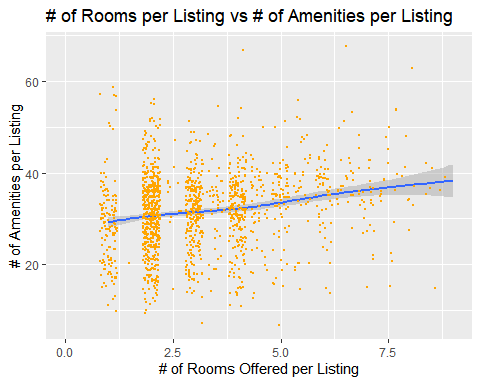 # of Rooms per Listing vs # of Amenities per Listing
# of Amenities per Listing
60
40
20
0.0
2.5
5.0
7.5
# of Rooms Offered per Listing